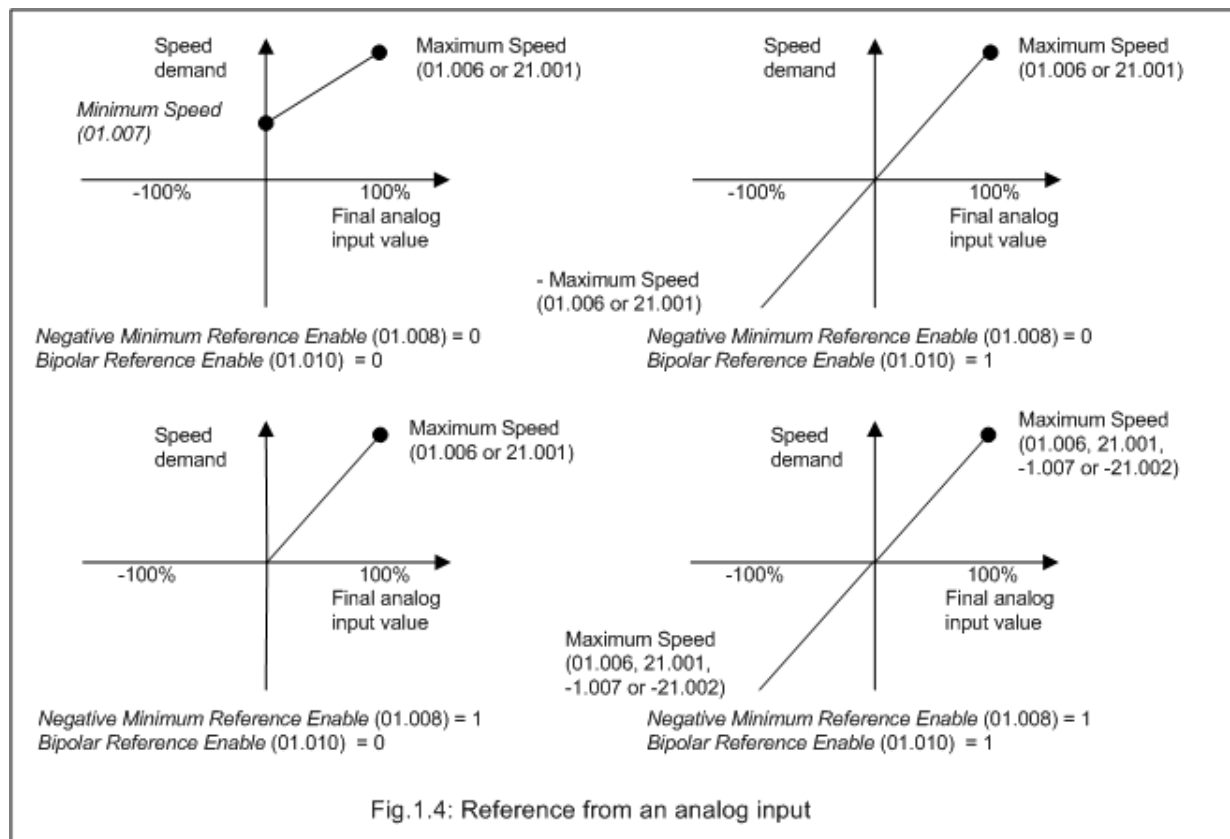 Speed
demand
Maximum Speed
(01.006 or 21.001)
Minimum Speed
(01.007)
-100%
100%
Final analog
input value
Negative Minimum Reference Enable (01.008) = 0
Bipolar Reference Enable (01.010)  = 0
Speed
demand
Maximum Speed
(01.006 or 21.001)
-100%
100%
Final analog
input value
- Maximum Speed
(01.006 or 21.001)
Negative Minimum Reference Enable (01.008) = 0
Bipolar Reference Enable (01.010)  = 1
Speed
demand
Maximum Speed
(01.006 or 21.001)
-100%
100%
Final analog
input value
Negative Minimum Reference Enable (01.008) = 1
Bipolar Reference Enable (01.010)  = 0
Speed
demand
Maximum Speed
(01.006, 21.001,
-1.007 or -21.002)
-100%
100%
Final analog
input value
Maximum Speed
(01.006, 21.001,
-1.007 or -21.002)
Negative Minimum Reference Enable (01.008) = 1
Bipolar Reference Enable (01.010)  = 1
Fig.1.4: Reference from an analog input